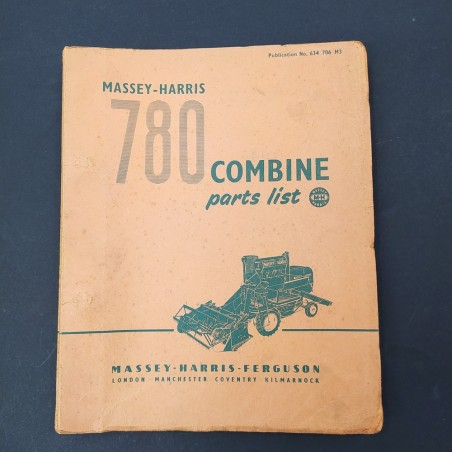 Publication No. 634 786 M3
MASSEY-HARRIS
780 COMBINE
parts list
MASSEY-HARRIS-FERGUSON
LONDON MANCHESTER COVENTRY KILMARNOCK